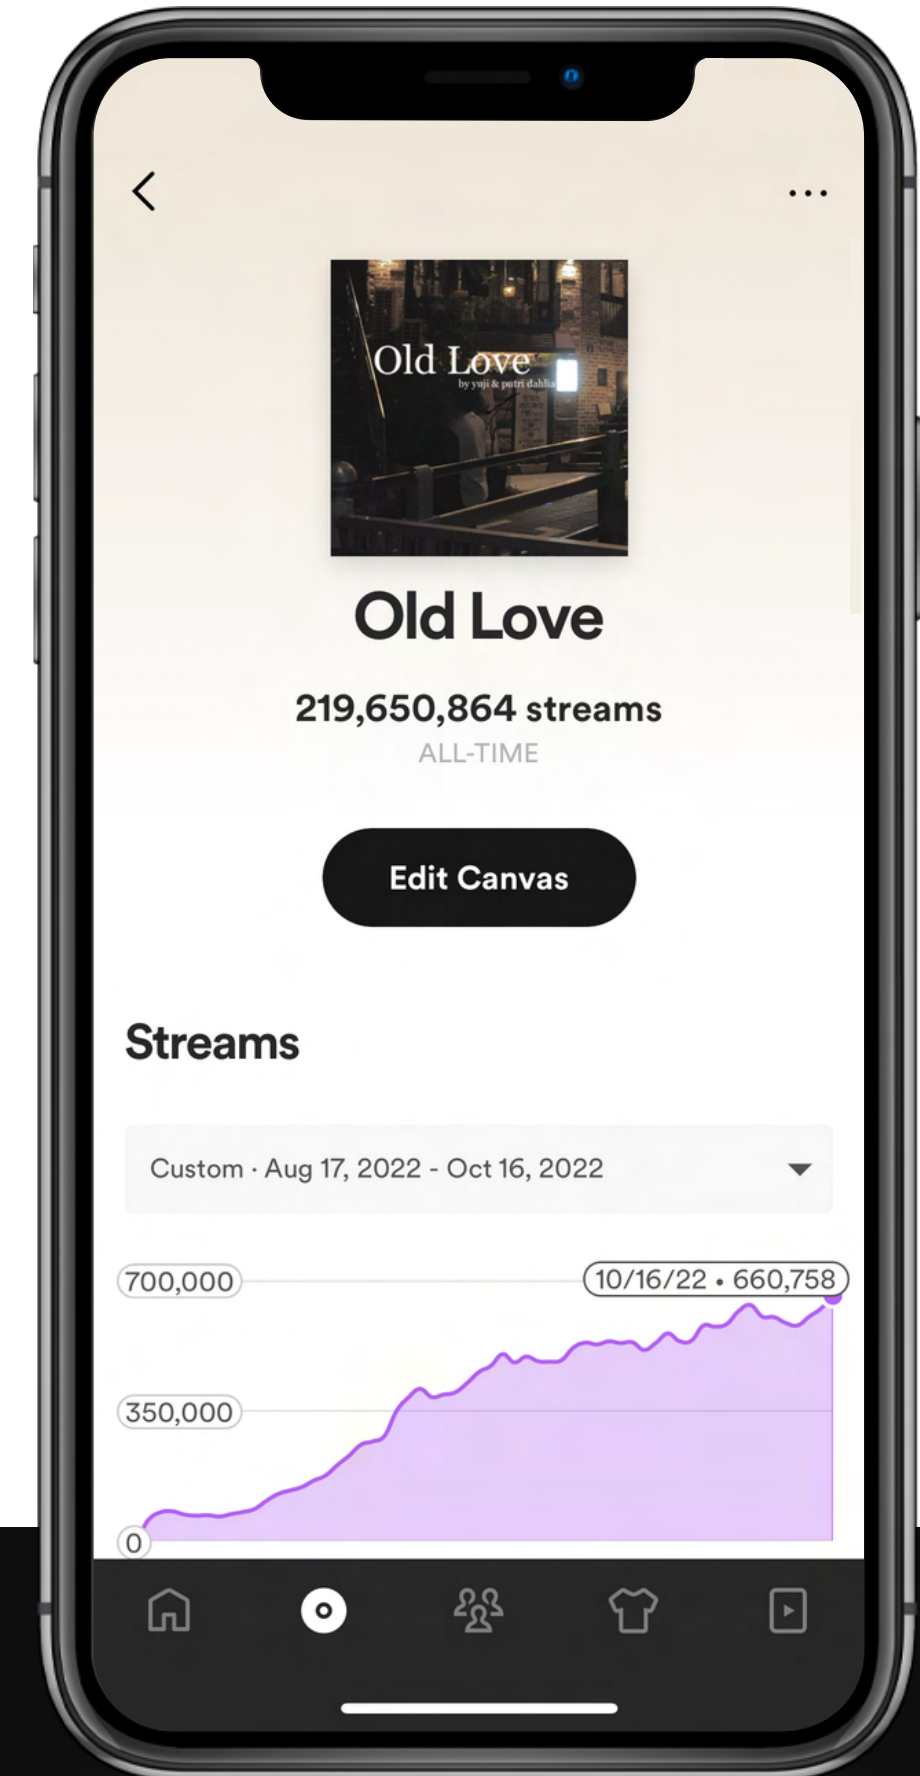 Old Love
by yuji & putri dahlia
Old Love
219,650,864 streams
ALL-TIME
Edit Canvas
Streams
Custom · Aug 17, 2022 - Oct 16, 2022
700,000
10/16/22 • 660,758
350,000
0